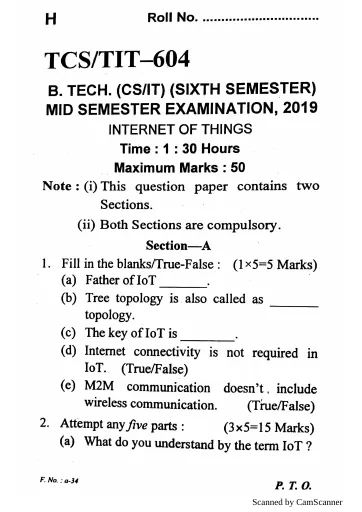 H Roll No. ...............................
TCS/TIT–604
B. TECH. (CS/IT) (SIXTH SEMESTER)
MID SEMESTER EXAMINATION, 2019
INTERNET OF THINGS
Time : 1 : 30 Hours
Maximum Marks : 50
Note : (i) This question paper contains two
Sections.
(ii) Both Sections are compulsory.
Section—A
1. Fill in the blanks/True-False : (1×5=5 Marks)
(a) Father of IoT _______.
(b) Tree topology is also called as _______
topology.
(c) The key of IoT is ________.
(d) Internet connectivity is not required in
IoT. (True/False)
(e) M2M communication doesn't include
wireless communication. (True/False)
2. Attempt any five parts : (3×5=15 Marks)
(a) What do you understand by the term IoT ?
F. No. : a-34 P. T. O.
Scanned by CamScanner